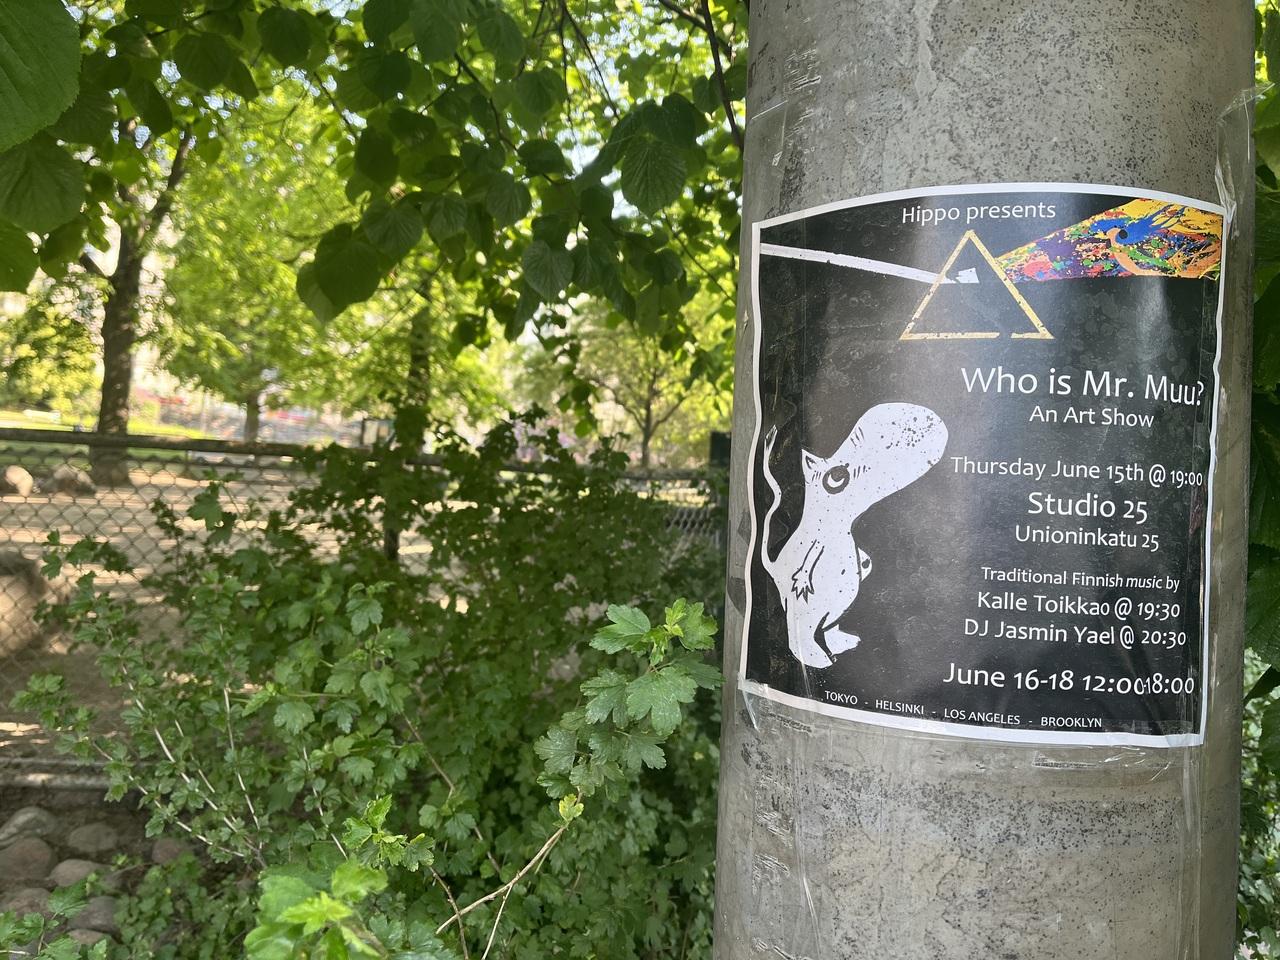 Hippo presents
Who is Mr. Muu?
An Art Show
Thursday June 15th @ 19:00
Studio 25
Unioninkatu 25
Traditional Finnish music by
Kalle Toikkao @ 19:30
DJ Jasmin Yael @ 20:30
June 16-18 12:00-18:00
TOKYO - HELSINKI - LOS ANGELES - BROOKLYN